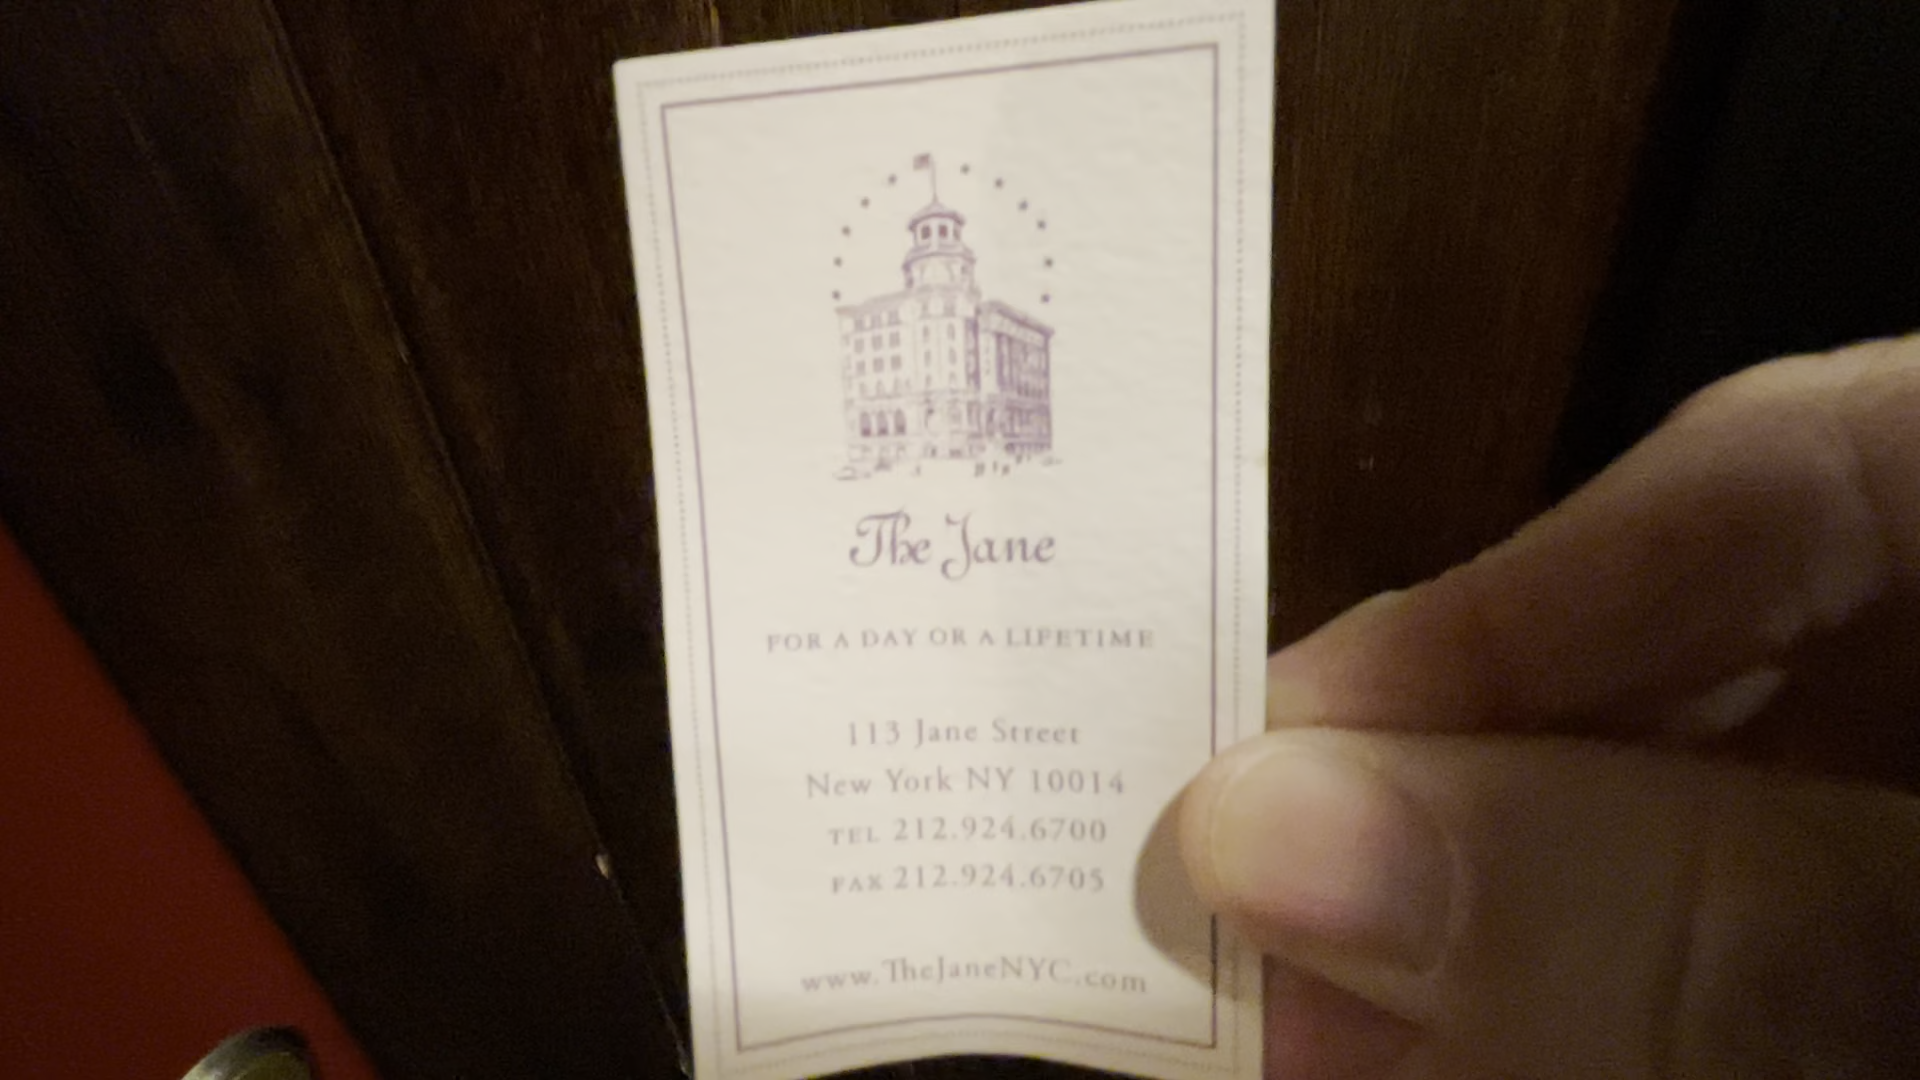 The Jane
FOR A DAY OR A LIFETIME
113 Jane Street
New York NY 10014
TEL 212.924.6700
FAX 212.924.6705
www.TheJaneNYC.com